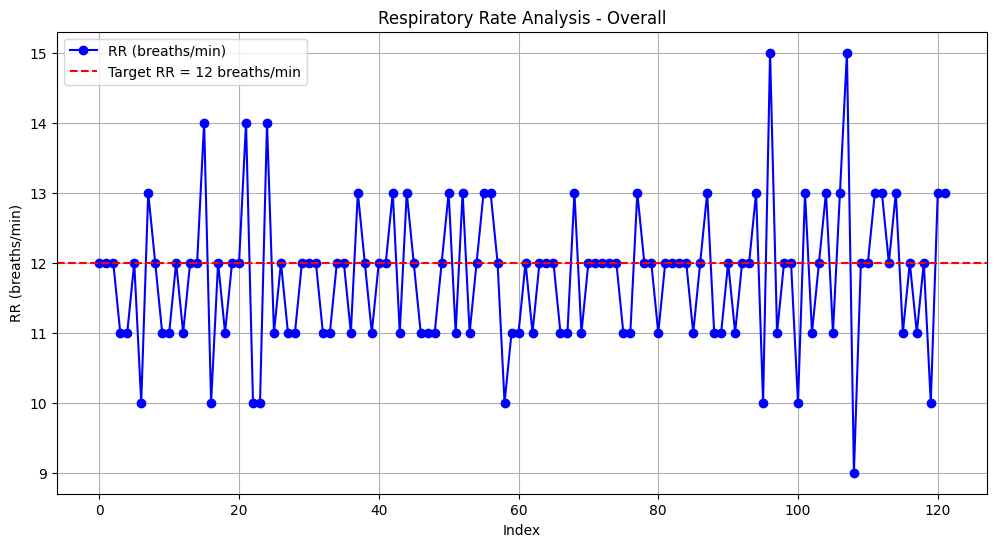 Respiratory Rate Analysis - Overall
RR (breaths/min)
Target RR = 12 breaths/min
RR (breaths/min)
15
14
13
12
11
10
9
0 20 40 60 80 100 120
Index